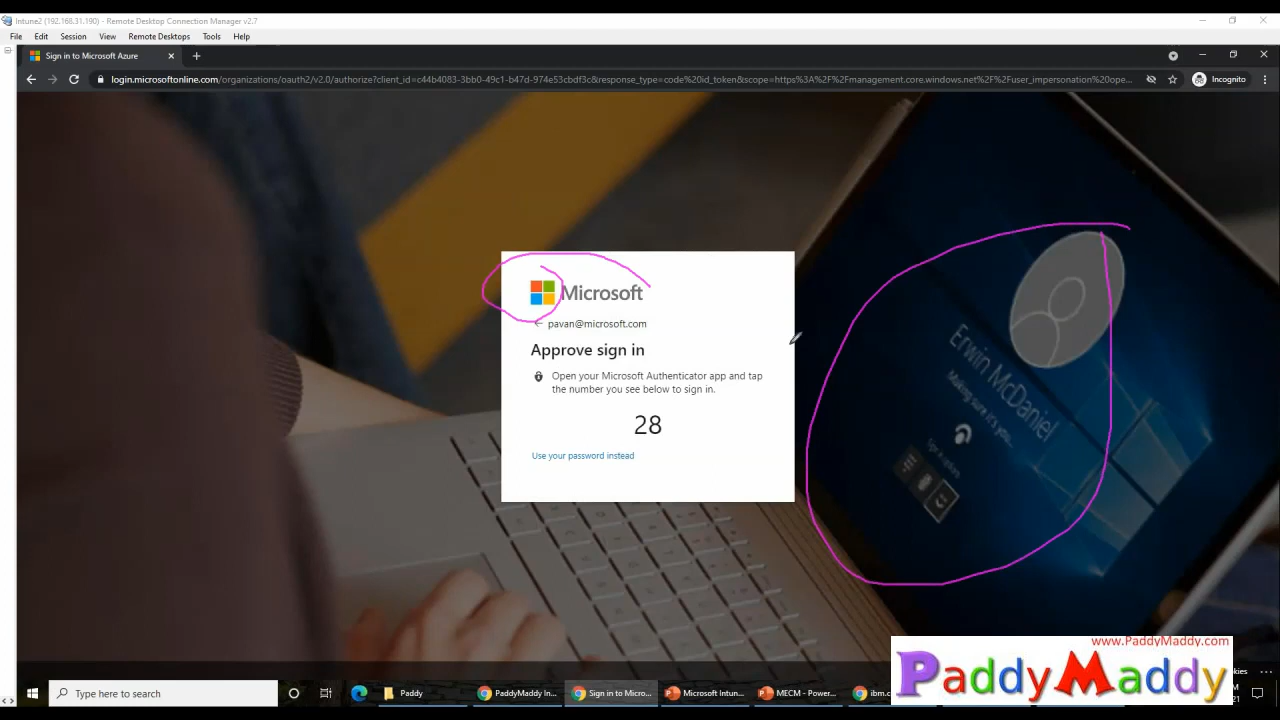 Intune2 (192.168.31.190) - Remote Desktop Connection Manager v2.7
File Edit Session View Remote Desktops Tools Help
Sign in to Microsoft Azure
login.microsoftonline.com/organizations/oauth2/v2.0/authorize?client_id=c44b4083-3bb0-49c1-b47d-974e53cbdf3c&response_type=code%20id_token&scope=https%3A%2F%2Fmanagement.core.windows.net%2F%2Fuser_impersonation%20ope...
Incognito
Microsoft
pavan@microsoft.com
Approve sign in
Open your Microsoft Authenticator app and tap
the number you see below to sign in.
28
Use your password instead
Erwin McDaniel
Making sure it's you...
Sign-in options
www.PaddyMaddy.com
PaddyMaddy
Type here to search
Paddy
PaddyMaddy In...
Sign in to Micro...
Microsoft Intun...
MECM - Power...